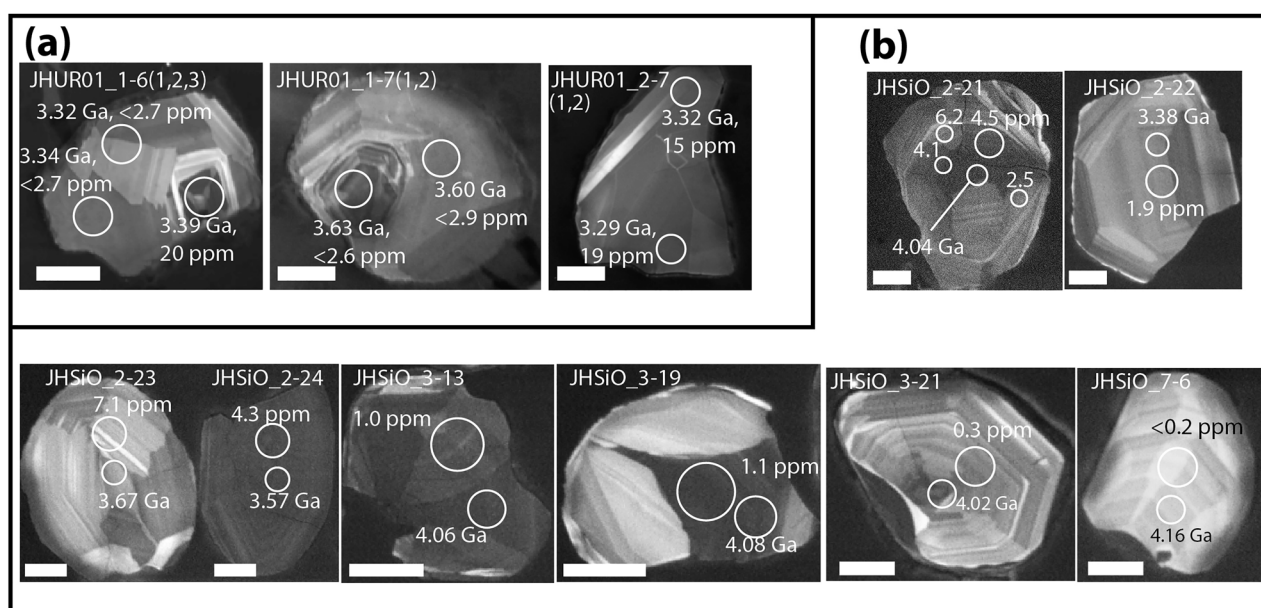 (a)
JHUR01_1-6(1,2,3)
3.32 Ga, <2.7 ppm
3.34 Ga,
<2.7 ppm
3.39 Ga,
20 ppm
JHUR01_1-7(1,2)
3.60 Ga
<2.9 ppm
3.63 Ga,
<2.6 ppm
JHUR01_2-7
(1,2)
3.32 Ga,
15 ppm
3.29 Ga,
19 ppm
(b)
JHSiO_2-21
6.2
4.5 ppm
4.1
2.5
4.04 Ga
JHSiO_2-22
3.38 Ga
1.9 ppm
JHSiO_2-23
7.1 ppm
3.67 Ga
JHSiO_2-24
4.3 ppm
3.57 Ga
JHSiO_3-13
1.0 ppm
4.06 Ga
JHSiO_3-19
1.1 ppm
4.08 Ga
JHSiO_3-21
0.3 ppm
4.02 Ga
JHSiO_7-6
<0.2 ppm
4.16 Ga